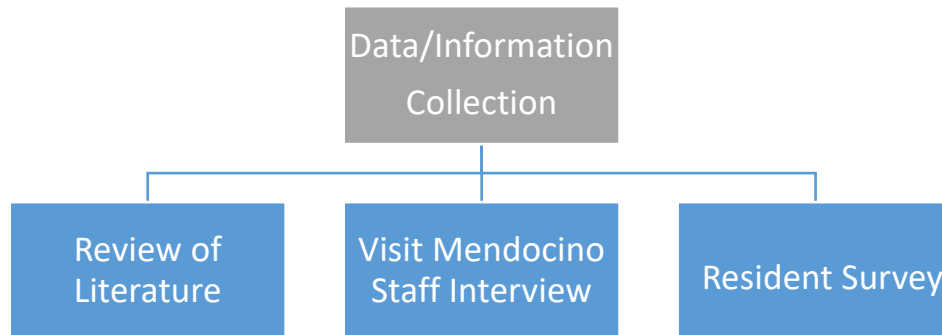 Data/Information
Collection
Review of
Literature
Visit Mendocino
Staff Interview
Resident Survey